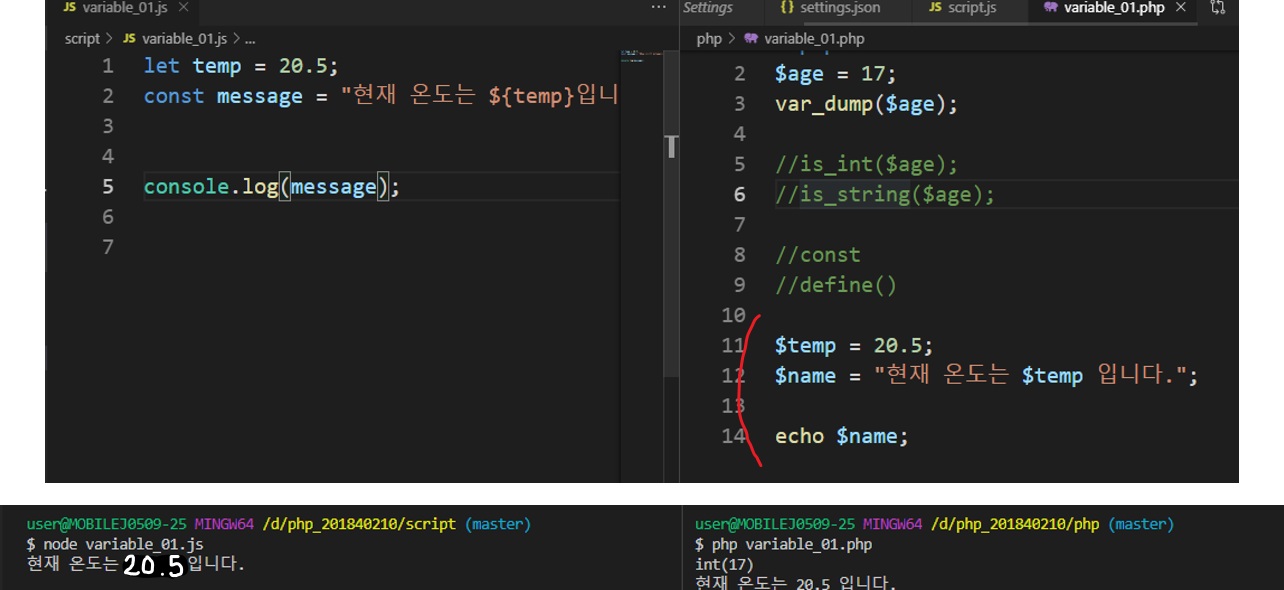 JS variable_01.js ×
script > JS variable_01.js > ...
1 let temp = 20.5;
2 const message = "현재 온도는 ${temp}입니
3
4
5 console.log(message);
6
7
Settings {} settings.json JS script.js variable_01.php ×
php > variable_01.php
2 $age = 17;
3 var_dump($age);
4
5 //is_int($age);
6 //is_string($age);
7
8 //const
9 //define()
10
11 $temp = 20.5;
12 $name = "현재 온도는 $temp 입니다.";
13
14 echo $name;
user@MOBILEJ0509-25 MINGW64 /d/php_201840210/script (master)
$ node variable_01.js
현재 온도는 20.5입니다.
user@MOBILEJ0509-25 MINGW64 /d/php_201840210/php (master)
$ php variable_01.php
int(17)
현재 온도는 20.5 입니다.